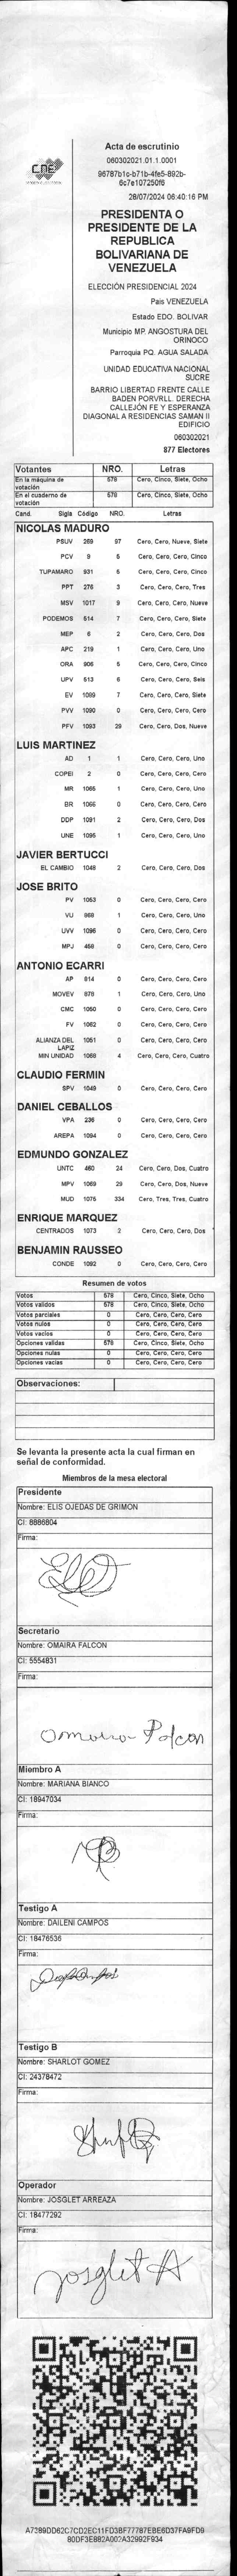 CNE
Acta de escrutinio
060302021.01.1.0001
96787b1c-b71b-4fe5-892b-
6c7e107250f6
28/07/2024 06:40:16 PM
PRESIDENTA O
PRESIDENTE DE LA
REPUBLICA
BOLIVARIANA DE
VENEZUELA
ELECCIÓN PRESIDENCIAL 2024
Pais VENEZUELA
Estado EDO. BOLIVAR
Municipio MP. ANGOSTURA DEL
ORINOCO
Parroquia PQ. AGUA SALADA
UNIDAD EDUCATIVA NACIONAL
SUCRE
BARRIO LIBERTAD FRENTE CALLE
BADEN PORVRLL. DERECHA
CALLEJÓN FE Y ESPERANZA
DIAGONAL A RESIDENCIAS SAMAN II
EDIFICIO
060302021
877 Electores
Votantes NRO. Letras
En la máquina de votación 578 Cero, Cinco, Siete, Ocho
En el cuaderno de votación 578 Cero, Cinco, Siete, Ocho
Cand. Sigla Código NRO. Letras
NICOLAS MADURO
PSUV 269 97 Cero, Cero, Nueve, Siete
PCV 9 5 Cero, Cero, Cero, Cinco
TUPAMARO 931 5 Cero, Cero, Cero, Cinco
PPT 276 3 Cero, Cero, Cero, Tres
MSV 1017 9 Cero, Cero, Cero, Nueve
PODEMOS 514 7 Cero, Cero, Cero, Siete
MEP 6 2 Cero, Cero, Cero, Dos
APC 219 1 Cero, Cero, Cero, Uno
ORA 906 5 Cero, Cero, Cero, Cinco
UPV 513 6 Cero, Cero, Cero, Seis
EV 1089 7 Cero, Cero, Cero, Siete
PVV 1090 0 Cero, Cero, Cero, Cero
PFV 1093 29 Cero, Cero, Dos, Nueve
LUIS MARTINEZ
AD 1 1 Cero, Cero, Cero, Uno
COPEI 2 0 Cero, Cero, Cero, Cero
MR 1065 1 Cero, Cero, Cero, Uno
BR 1066 0 Cero, Cero, Cero, Cero
DDP 1091 2 Cero, Cero, Cero, Dos
UNE 1095 1 Cero, Cero, Cero, Uno
JAVIER BERTUCCI
EL CAMBIO 1048 2 Cero, Cero, Cero, Dos
JOSE BRITO
PV 1053 0 Cero, Cero, Cero, Cero
VU 868 1 Cero, Cero, Cero, Uno
UVV 1096 0 Cero, Cero, Cero, Cero
MPJ 458 0 Cero, Cero, Cero, Cero
ANTONIO ECARRI
AP 814 0 Cero, Cero, Cero, Cero
MOVEV 878 1 Cero, Cero, Cero, Uno
CMC 1050 0 Cero, Cero, Cero, Cero
FV 1062 0 Cero, Cero, Cero, Cero
ALIANZA DEL LAPIZ 1051 0 Cero, Cero, Cero, Cero
MIN UNIDAD 1068 4 Cero, Cero, Cero, Cuatro
CLAUDIO FERMIN
SPV 1049 0 Cero, Cero, Cero, Cero
DANIEL CEBALLOS
VPA 236 0 Cero, Cero, Cero, Cero
AREPA 1094 0 Cero, Cero, Cero, Cero
EDMUNDO GONZALEZ
UNTC 460 24 Cero, Cero, Dos, Cuatro
MPV 1069 29 Cero, Cero, Dos, Nueve
MUD 1075 334 Cero, Tres, Tres, Cuatro
ENRIQUE MARQUEZ
CENTRADOS 1073 2 Cero, Cero, Cero, Dos
BENJAMIN RAUSSEO
CONDE 1092 0 Cero, Cero, Cero, Cero
Resumen de votos
Votos 578 Cero, Cinco, Siete, Ocho
Votos validos 578 Cero, Cinco, Siete, Ocho
Votos parciales 0 Cero, Cero, Cero, Cero
Votos nulos 0 Cero, Cero, Cero, Cero
Votos vacios 0 Cero, Cero, Cero, Cero
Opciones validas 578 Cero, Cinco, Siete, Ocho
Opciones nulas 0 Cero, Cero, Cero, Cero
Opciones vacias 0 Cero, Cero, Cero, Cero
Observaciones:
Se levanta la presente acta la cual firman en
señal de conformidad.
Miembros de la mesa electoral
Presidente
Nombre: ELIS OJEDAS DE GRIMON
CI: 8886804
Firma:
Secretario
Nombre: OMAIRA FALCON
CI: 5554831
Firma:
Omaira Falcon
Miembro A
Nombre: MARIANA BIANCO
CI: 18947034
Firma:
Testigo A
Nombre: DAILENI CAMPOS
CI: 18476536
Firma:
Testigo B
Nombre: SHARLOT GOMEZ
CI: 24378472
Firma:
Operador
Nombre: JOSGLET ARREAZA
CI: 18477292
Firma:
Josglet A
A7389DD62C7CD2EC11FD3BF77787EBE6D37FA9FD9
80DF3E882A002A32992F934